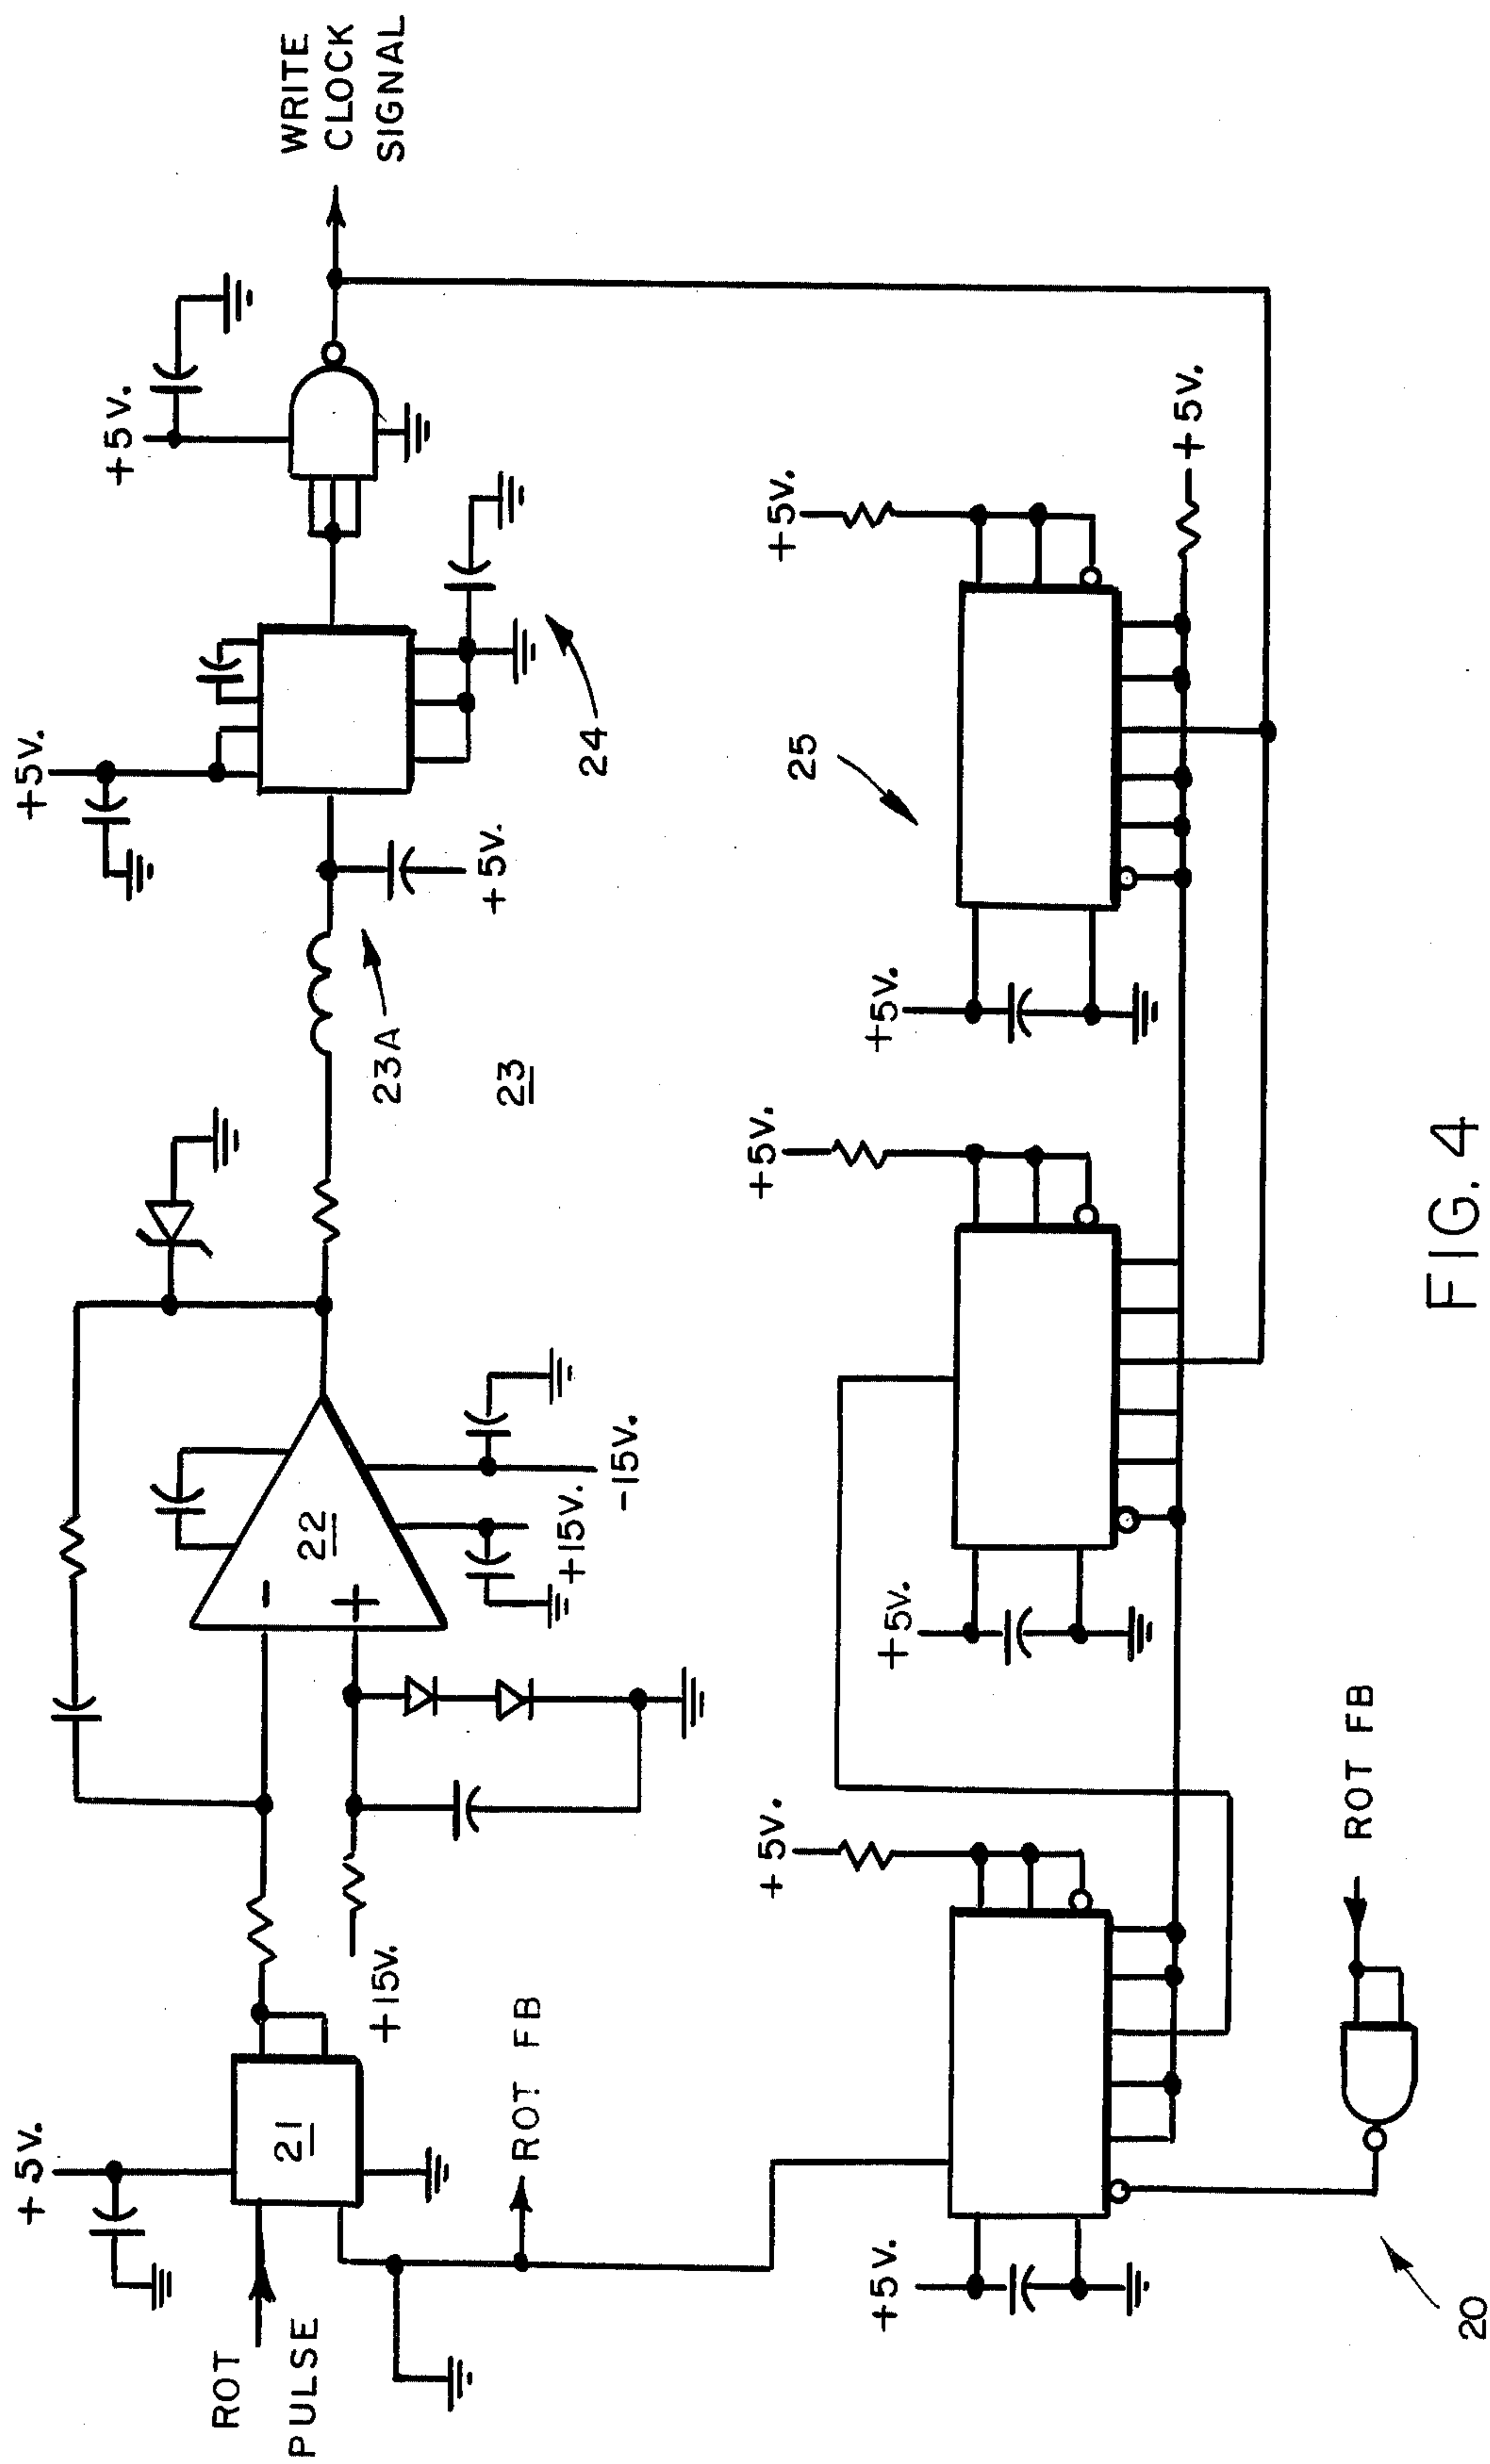 +5V.
+5V.
+5V.
WRITE
CLOCK
SIGNAL
ROT
PULSE
21
22
-
+
+15V.
+15V.
-15V.
23A
23
+5V.
24
ROT FB
+5V.
+5V.
+5V.
25
+5V.
+5V.
+5V.
+5V.
ROT FB
20
FIG. 4